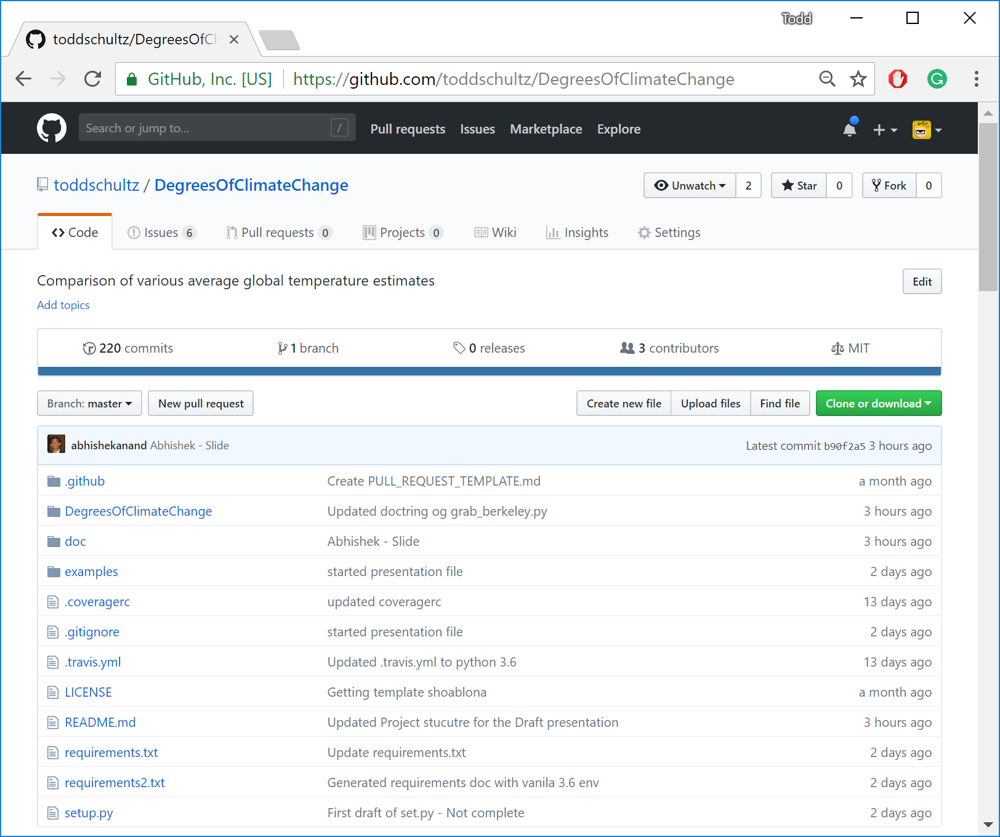 Todd
toddschultz/DegreesOfCl
GitHub, Inc. [US] https://github.com/toddschultz/DegreesOfClimateChange
Search or jump to... / Pull requests Issues Marketplace Explore
toddschultz / DegreesOfClimateChange Unwatch 2 Star 0 Fork 0
Code Issues 6 Pull requests 0 Projects 0 Wiki Insights Settings
Comparison of various average global temperature estimates Edit
Add topics
220 commits 1 branch 0 releases 3 contributors MIT
Branch: master New pull request Create new file Upload files Find file Clone or download
abhishekanand Abhishek - Slide Latest commit b90f2a5 3 hours ago
.github Create PULL_REQUEST_TEMPLATE.md a month ago
DegreesOfClimateChange Updated doctring og grab_berkeley.py 3 hours ago
doc Abhishek - Slide 3 hours ago
examples started presentation file 2 days ago
.coveragerc updated coveragerc 13 days ago
.gitignore started presentation file 2 days ago
.travis.yml Updated .travis.yml to python 3.6 13 days ago
LICENSE Getting template shoablona a month ago
README.md Updated Project stucutre for the Draft presentation 3 hours ago
requirements.txt Update requirements.txt 2 days ago
requirements2.txt Generated requirements doc with vanila 3.6 env 2 days ago
setup.py First draft of set.py - Not complete 2 days ago